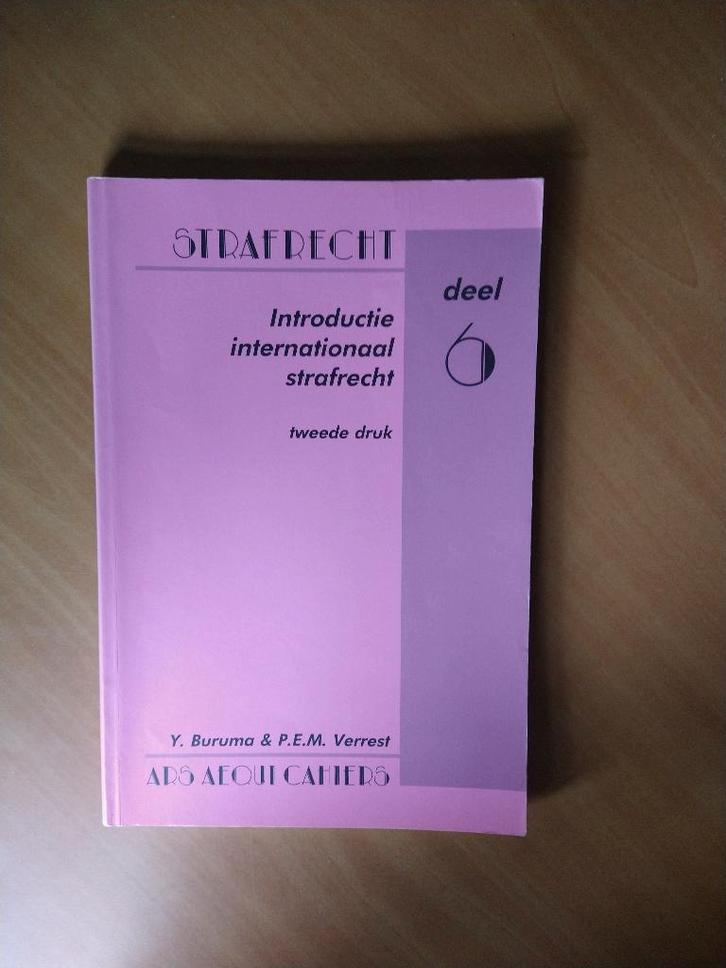 STRAFRECHT
Introductie
internationaal
strafrecht
tweede druk
deel
6
Y. Buruma & P.E.M. Verrest
ARS AEQUI CAHIERS